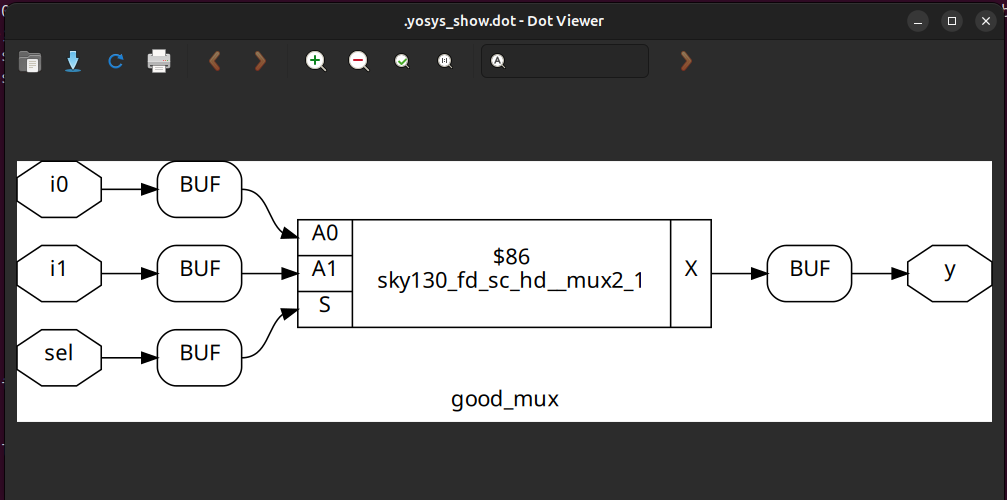 .yosys_show.dot - Dot Viewer
i0
BUF
i1
BUF
sel
BUF
A0
A1
S
$86
sky130_fd_sc_hd__mux2_1
X
BUF
y
good_mux